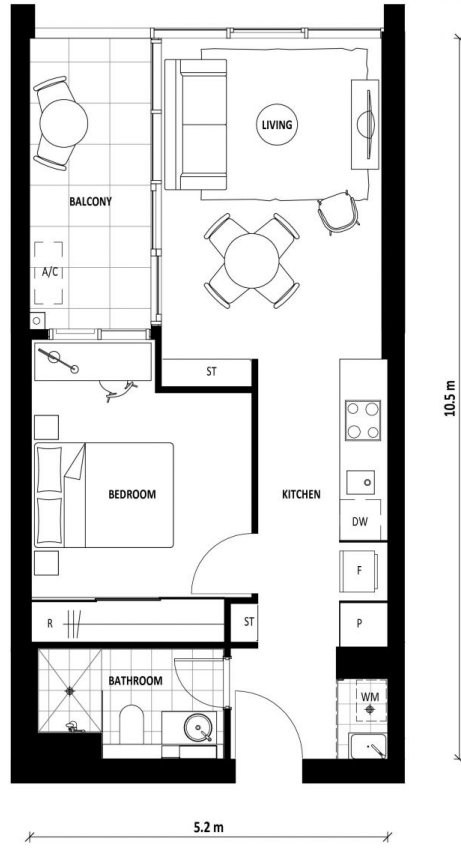 LIVING
BALCONY
A/C
ST
10.5 m
BEDROOM
KITCHEN
DW
F
R
ST
P
BATHROOM
WM
5.2 m